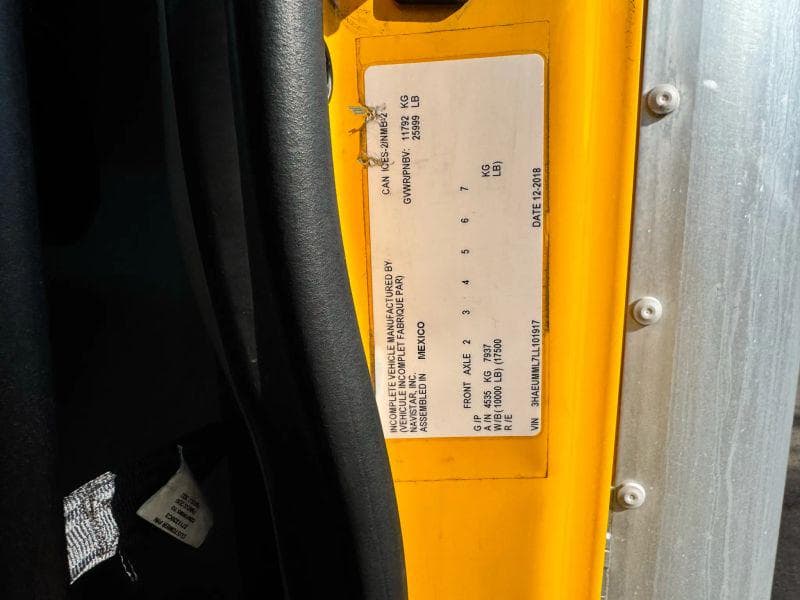 INCOMPLETE VEHICLE MANUFACTURED BY
(VEHICULE INCOMPLET FABRIQUE PAR)
NAVISTAR, INC.
ASSEMBLED IN MEXICO
CAN ICES-2/NMB-2
GVWR/PNBV: 11792 KG
25999 LB
FRONT AXLE 2 3 4 5 6 7
G / P
A / N 4535 KG 7937 KG
W/B (10000 LB) (17500 LB)
R / E
VIN 3HAEUMML7LL101917 DATE 12-2018
CUSTOMER P/N